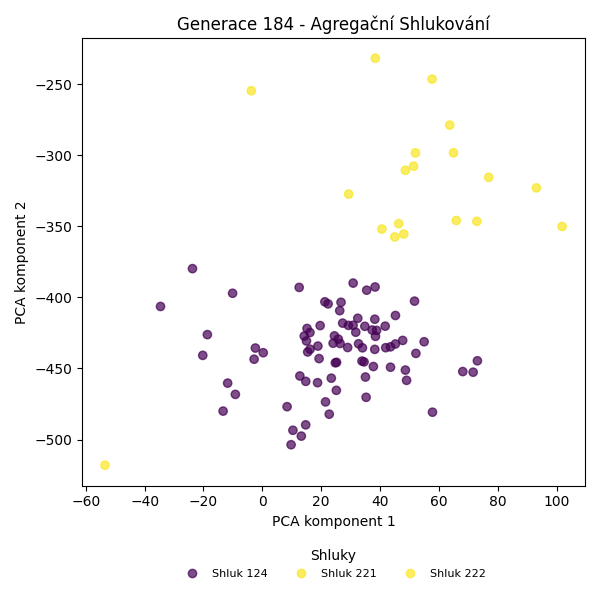 Generace 184 - Agregační Shlukování
−250
−300
−350
−400
−450
−500
PCA komponent 2
−60
−40
−20
0
20
40
60
80
100
PCA komponent 1
Shluky
Shluk 124
Shluk 221
Shluk 222